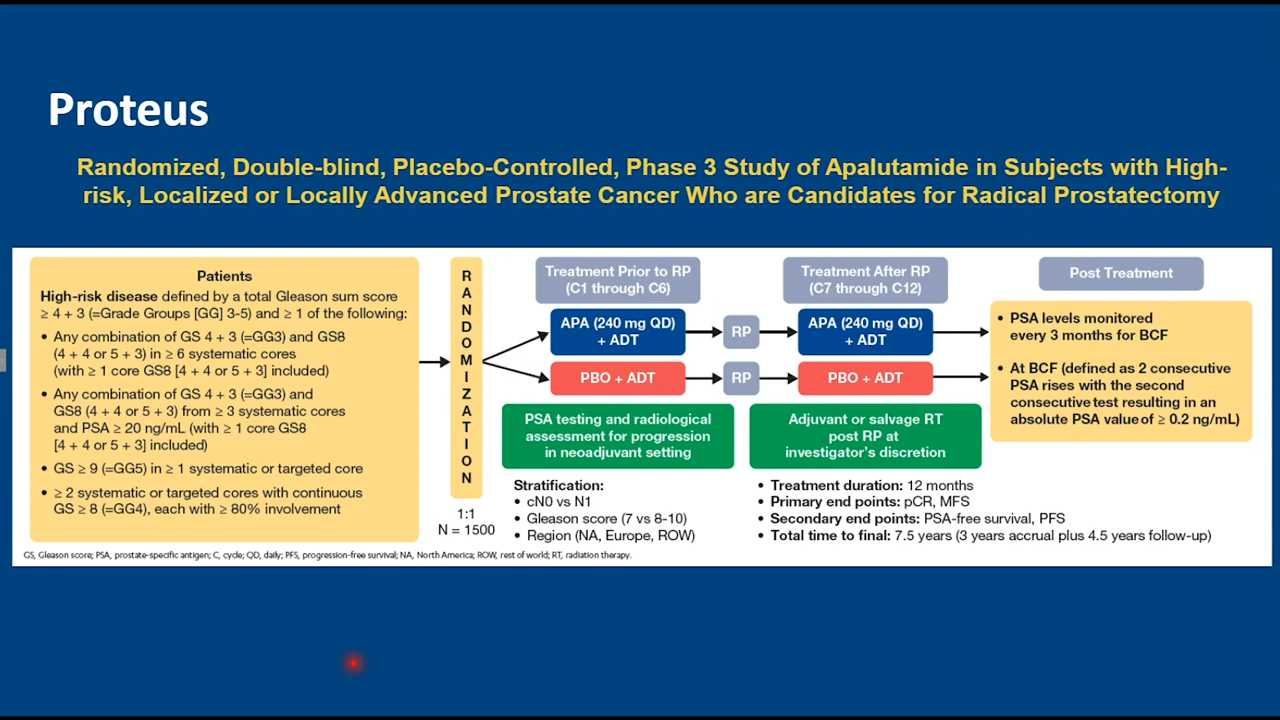 Proteus
Randomized, Double-blind, Placebo-Controlled, Phase 3 Study of Apalutamide in Subjects with High-
risk, Localized or Locally Advanced Prostate Cancer Who are Candidates for Radical Prostatectomy
Patients
High-risk disease defined by a total Gleason sum score
≥ 4 + 3 (=Grade Groups [GG] 3-5) and ≥ 1 of the following:
• Any combination of GS 4 + 3 (=GG3) and GS8
(4 + 4 or 5 + 3) in ≥ 6 systematic cores
(with ≥ 1 core GS8 [4 + 4 or 5 + 3] included)
• Any combination of GS 4 + 3 (=GG3) and
GS8 (4 + 4 or 5 + 3) from ≥ 3 systematic cores
and PSA ≥ 20 ng/mL (with ≥ 1 core GS8
[4 + 4 or 5 + 3] included)
• GS ≥ 9 (=GG5) in ≥ 1 systematic or targeted core
• ≥ 2 systematic or targeted cores with continuous
GS ≥ 8 (=GG4), each with ≥ 80% involvement
RANDOMIZATION
1:1
N = 1500
Treatment Prior to RP
(C1 through C6)
APA (240 mg QD)
+ ADT
PBO + ADT
PSA testing and radiological
assessment for progression
in neoadjuvant setting
Stratification:
• cN0 vs N1
• Gleason score (7 vs 8-10)
• Region (NA, Europe, ROW)
RP
RP
Treatment After RP
(C7 through C12)
APA (240 mg QD)
+ ADT
PBO + ADT
Adjuvant or salvage RT
post RP at
investigator's discretion
• Treatment duration: 12 months
• Primary end points: pCR, MFS
• Secondary end points: PSA-free survival, PFS
• Total time to final: 7.5 years (3 years accrual plus 4.5 years follow-up)
Post Treatment
• PSA levels monitored
every 3 months for BCF
• At BCF (defined as 2 consecutive
PSA rises with the second
consecutive test resulting in an
absolute PSA value of ≥ 0.2 ng/mL)
GS, Gleason score; PSA, prostate-specific antigen; C, cycle; QD, daily; PFS, progression-free survival; NA, North America; ROW, rest of world; RT, radiation therapy.